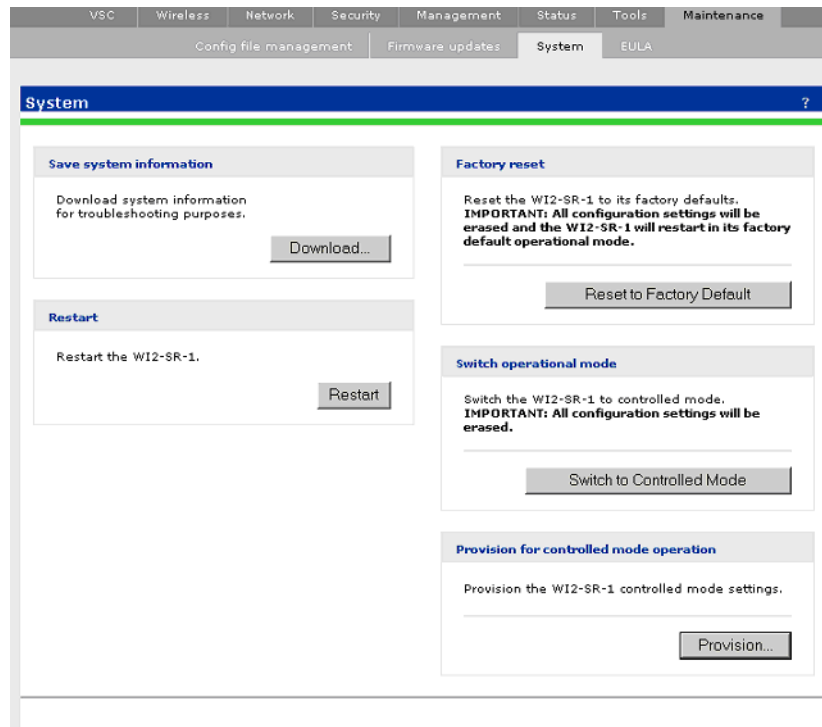 VSC Wireless Network Security Management Status Tools Maintenance
Config file management Firmware updates System EULA
System ?
Save system information
Download system information
for troubleshooting purposes.
Download...
Restart
Restart the WI2-SR-1.
Restart
Factory reset
Reset the WI2-SR-1 to its factory defaults.
IMPORTANT: All configuration settings will be
erased and the WI2-SR-1 will restart in its factory
default operational mode.
Reset to Factory Default
Switch operational mode
Switch the WI2-SR-1 to controlled mode.
IMPORTANT: All configuration settings will be
erased.
Switch to Controlled Mode
Provision for controlled mode operation
Provision the WI2-SR-1 controlled mode settings.
Provision...